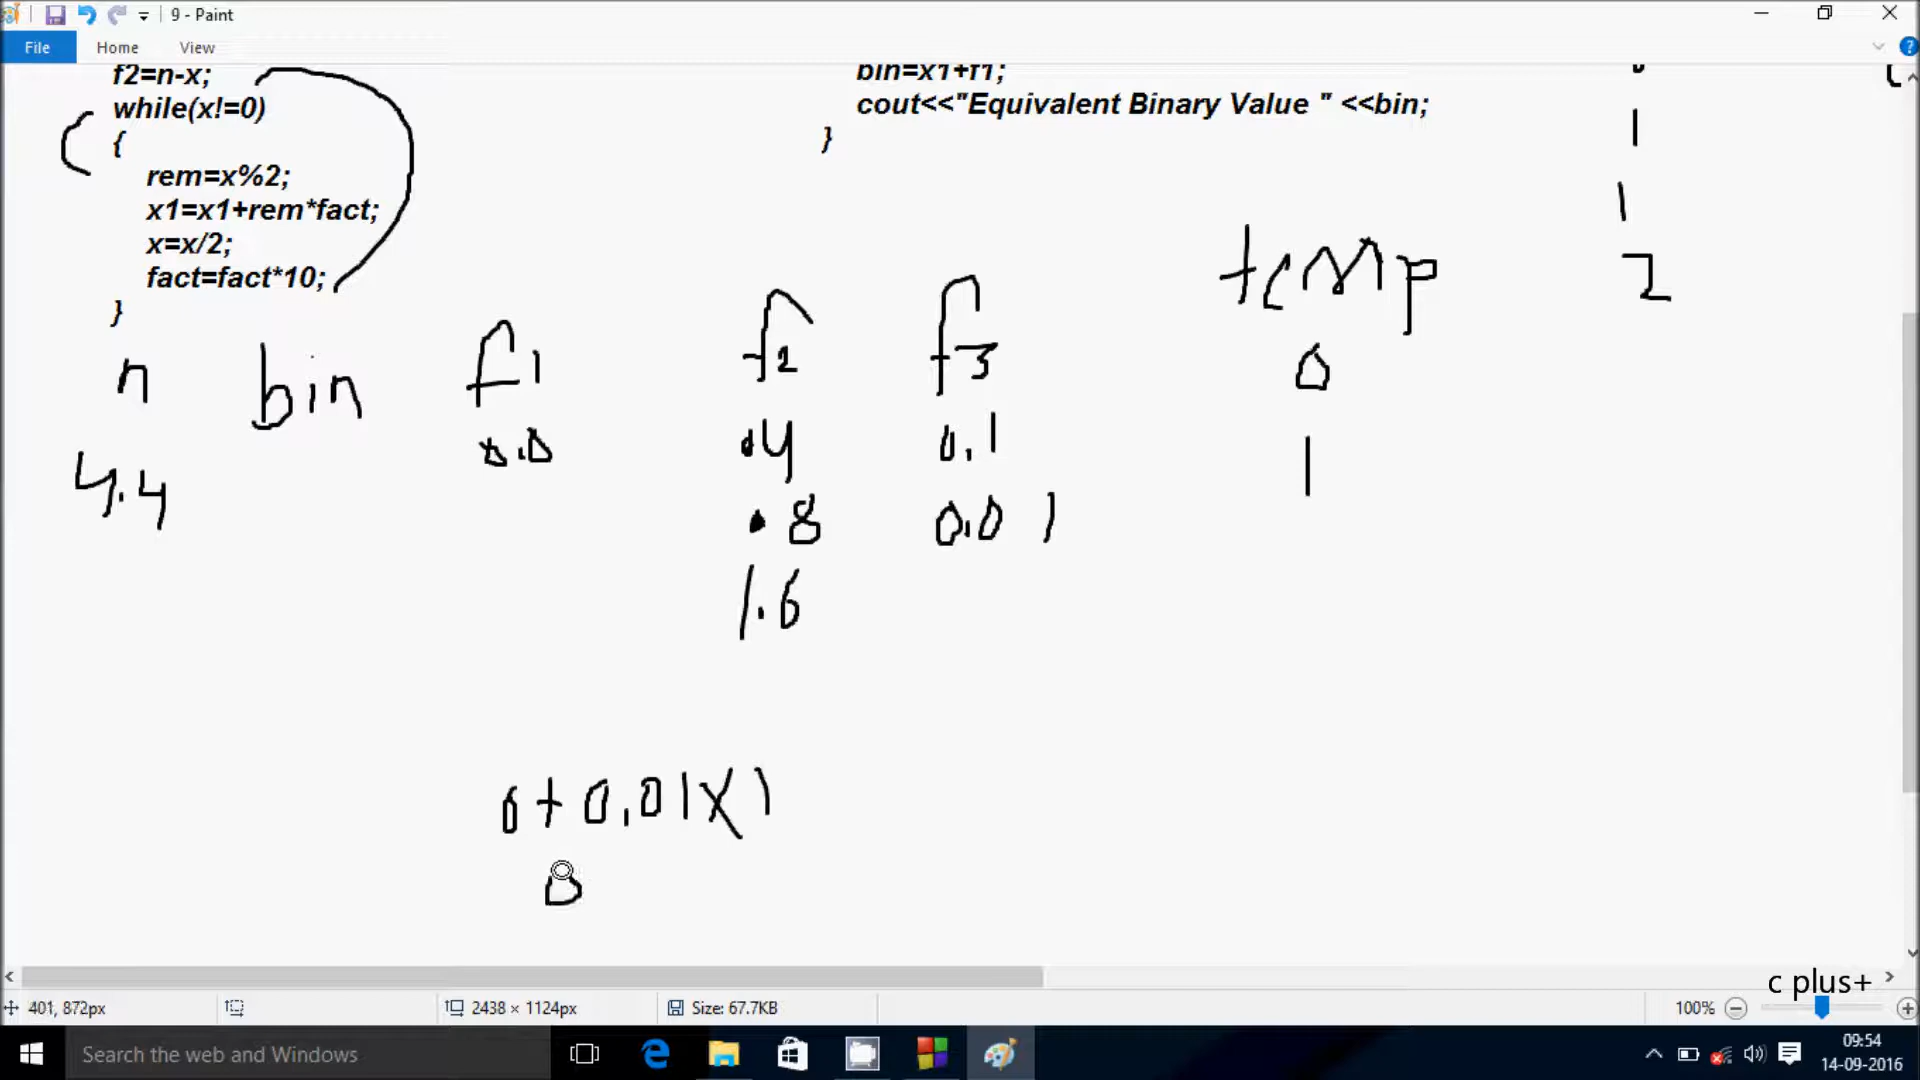 9 - Paint
File Home View
f2=n-x;
while(x!=0)
{
rem=x%2;
x1=x1+rem*fact;
x=x/2;
fact=fact*10;
}
bin=x1+f1;
cout<<"Equivalent Binary Value " <<bin;
}
1
1
2
n bin f1 f2 f3 temp
4.4 0.0 .4 0.1 0
.8 0.01 1
1.6
0+0.01X1
0
c plus+
401, 872px 2438 × 1124px Size: 67.7KB 100%
Search the web and Windows
09:54
14-09-2016